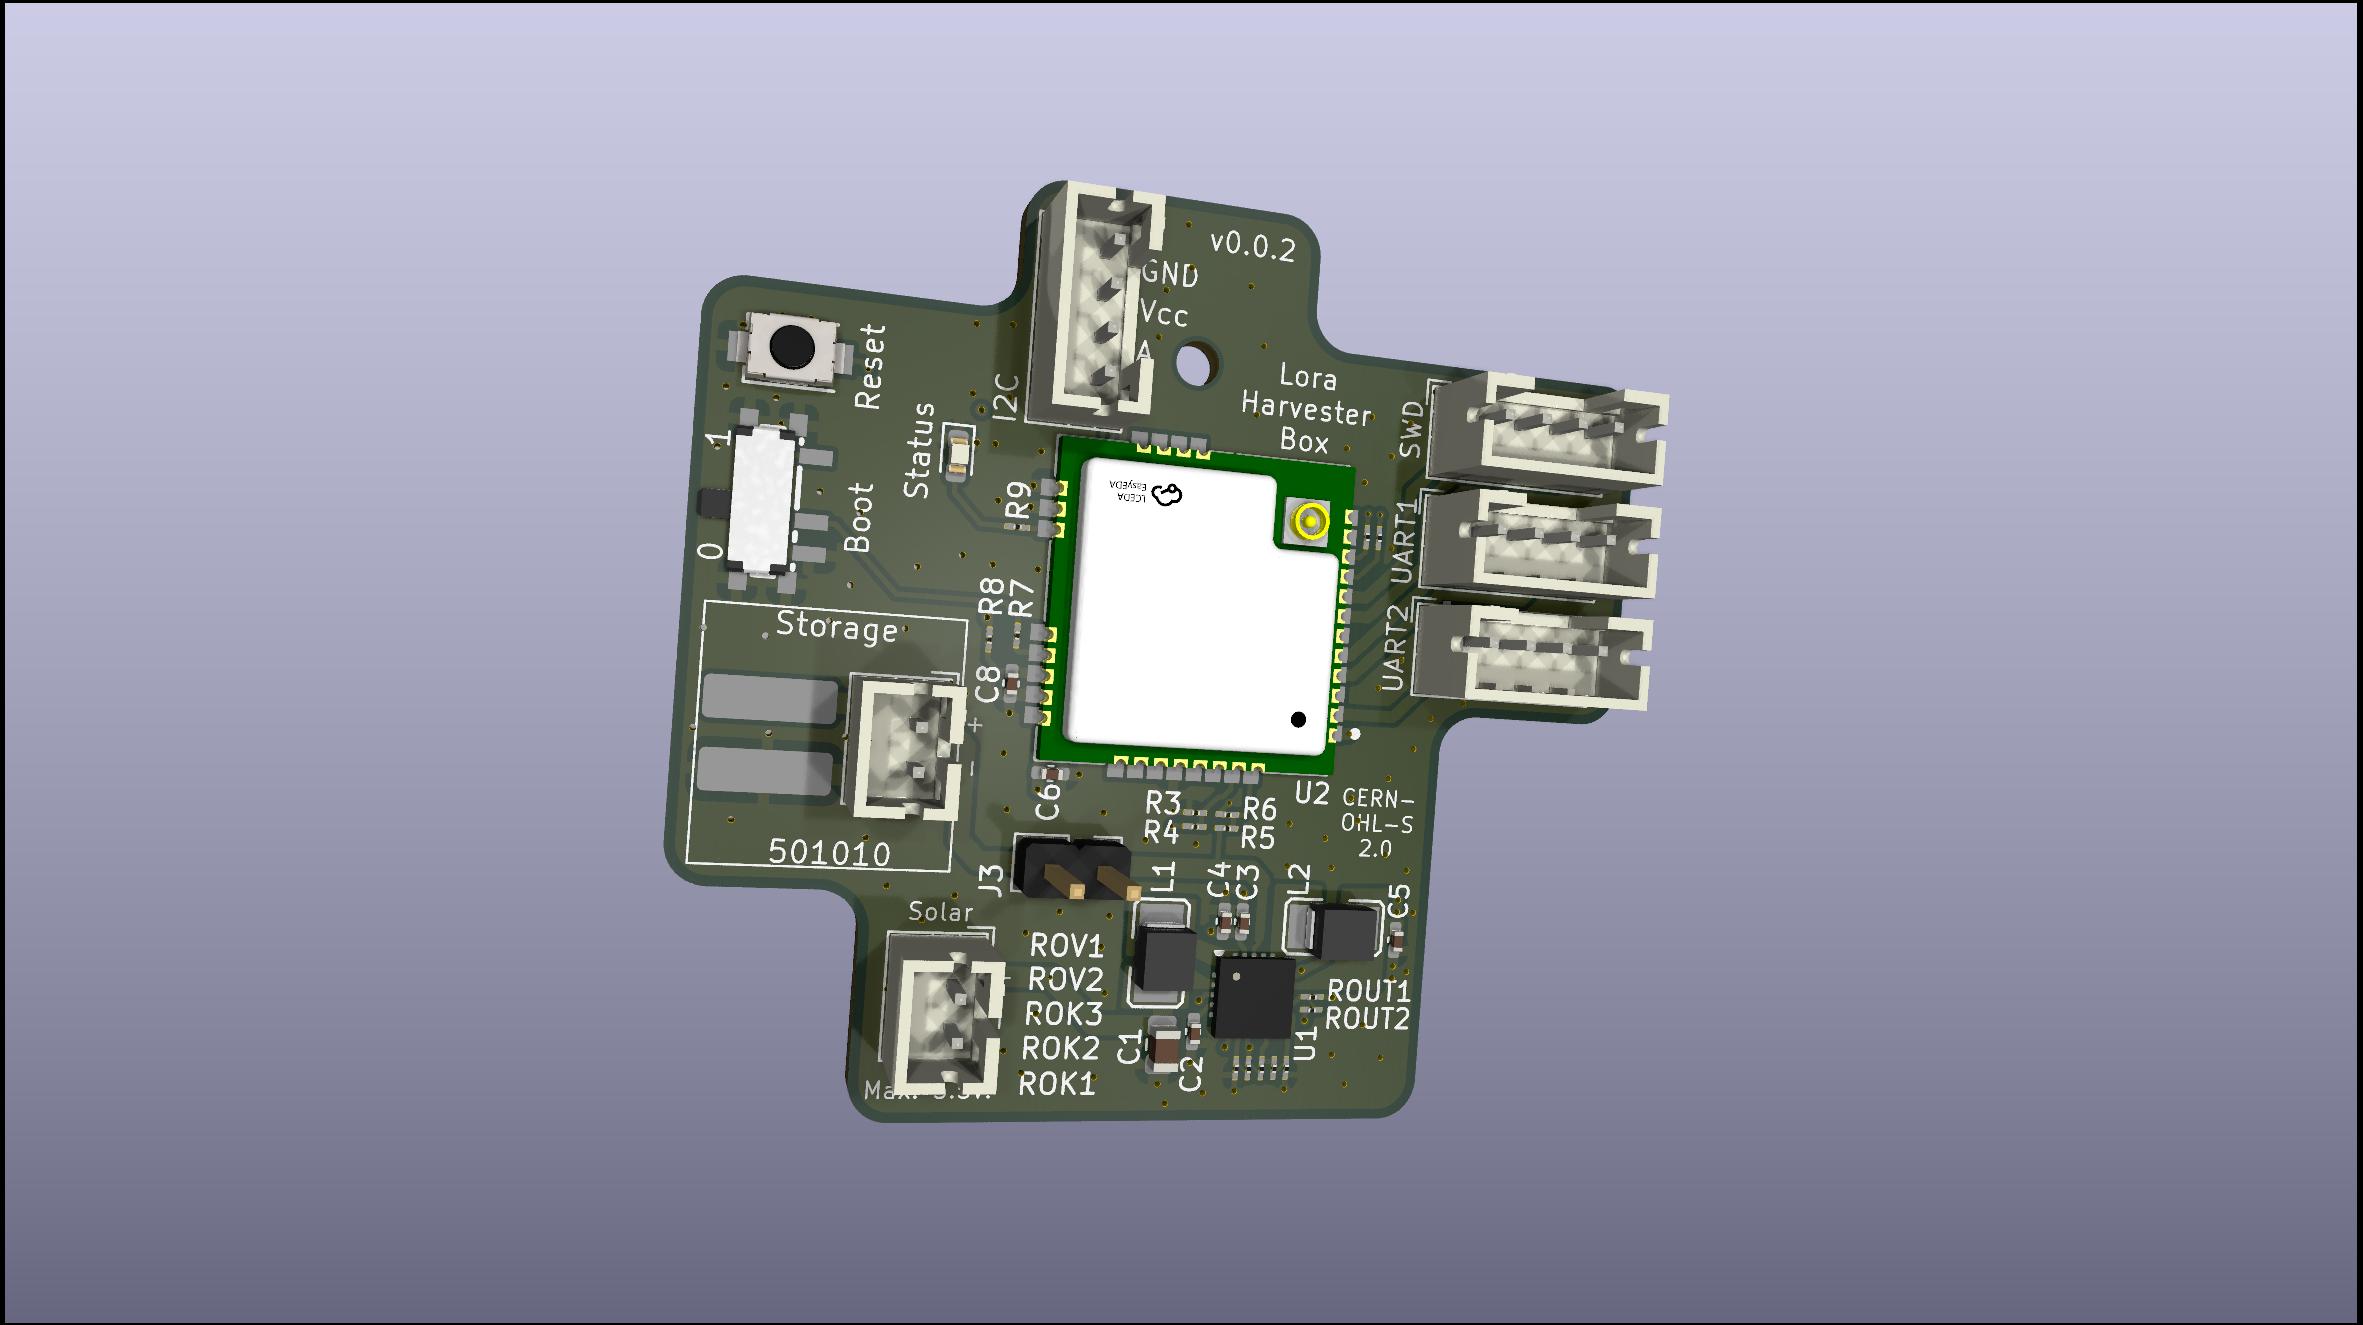 v0.0.2
GND
Vcc
A
I2C
Lora
Harvester
Box
Reset
Status
1
0
Boot
SWD
UART1
UART2
LCEDA
EasyEDA
R9
R8
R7
C8
Storage
+
-
501010
C6
R3
R4
R6
R5
U2
CERN-
OHL-S
2.0
J3
L1
C4
C3
L2
C5
Solar
ROV1
ROV2
ROK3
ROK2
ROK1
C1
C2
U1
ROUT1
ROUT2